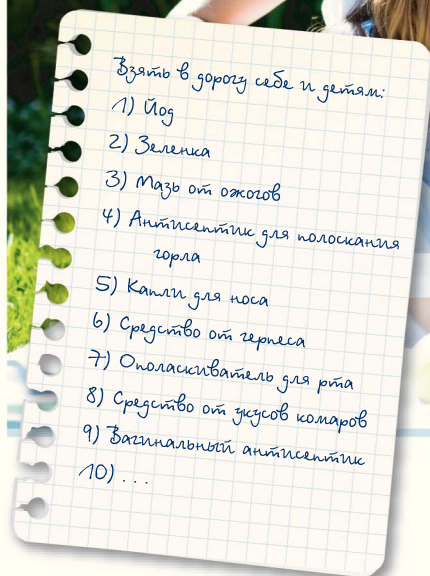 Взять в дорогу себе и детям:
1) Йод
2) Зеленка
3) Мазь от ожогов
4) Антисептик для полоскания
горла
5) Капли для носа
6) Средство от герпеса
7) Ополаскиватель для рта
8) Средство от укусов комаров
9) Вагинальный антисептик
10) . . .